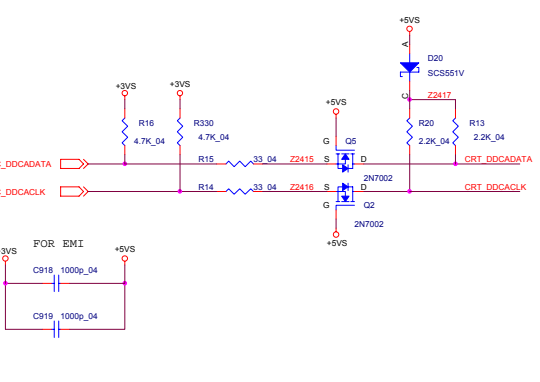 +5VS
A
D20
SCS551V
C
Z2417
+3VS
+3VS
+5VS
R16
4.7K_04
R330
4.7K_04
G
Q5
R20
2.2K_04
R13
2.2K_04
C_DDCADATA
R15
33_04
Z2415
S
D
CRT_DDCADATA
2N7002
C_DDCACLK
R14
33_04
Z2416
S
D
CRT_DDCACLK
G
Q2
2N7002
+5VS
FOR EMI
+3VS
+5VS
C918 1000p_04
C919 1000p_04